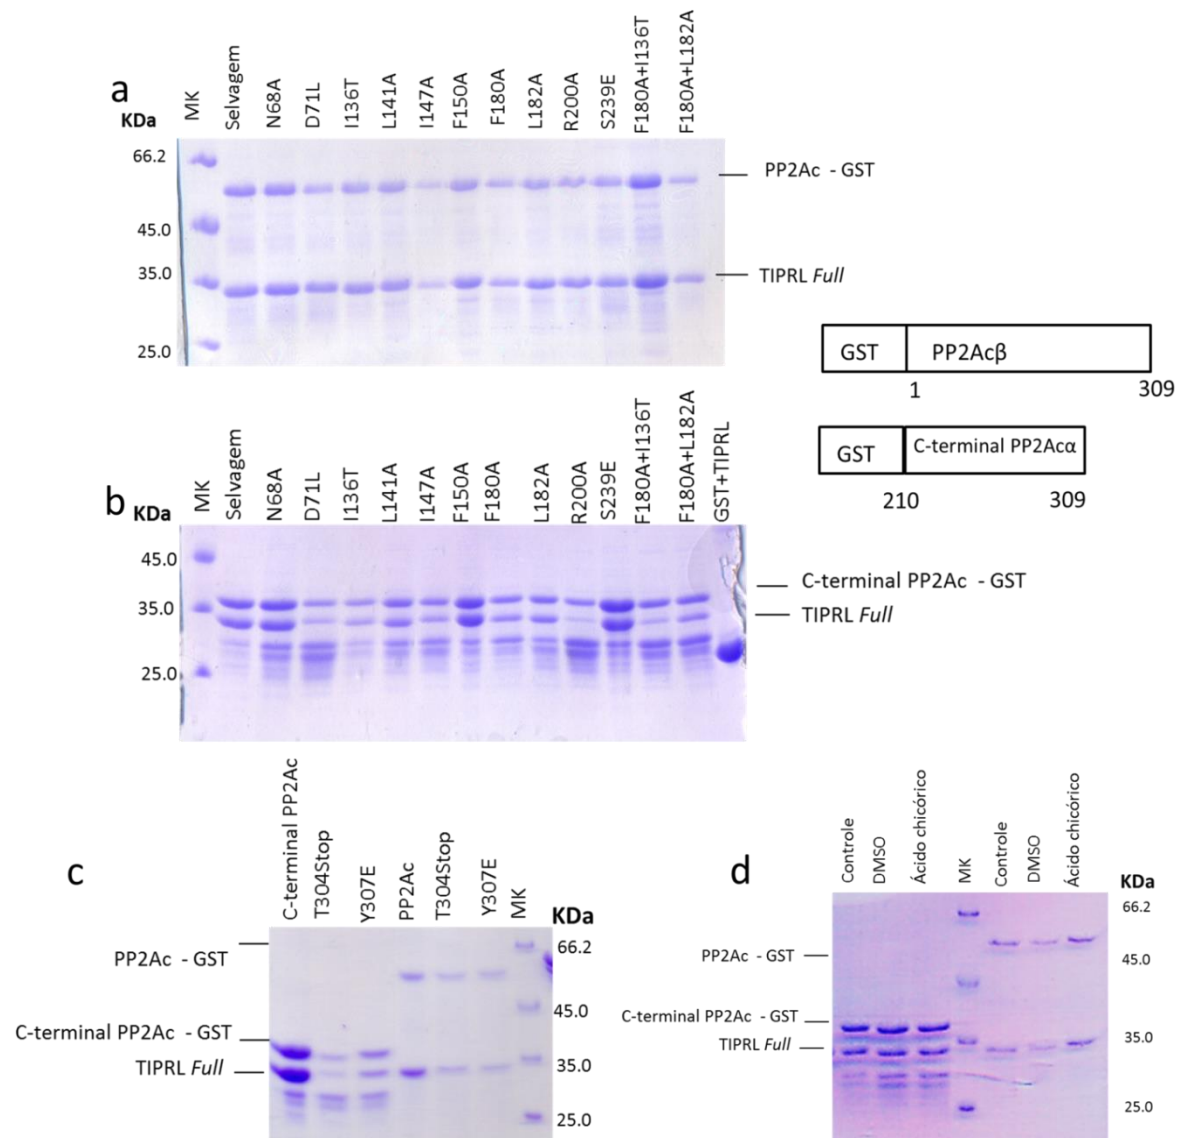 a
KDa
MK
Selvagem
N68A
D71L
I136T
L141A
I147A
F150A
F180A
L182A
R200A
S239E
F180A+I136T
F180A+L182A
66.2
45.0
35.0
25.0
PP2Ac - GST
TIPRL Full
GST
PP2Acβ
1
309
GST
C-terminal PP2Acα
210
309
b
KDa
MK
Selvagem
N68A
D71L
I136T
L141A
I147A
F150A
F180A
L182A
R200A
S239E
F180A+I136T
F180A+L182A
GST+TIPRL
45.0
35.0
25.0
C-terminal PP2Ac - GST
TIPRL Full
c
C-terminal PP2Ac
T304Stop
Y307E
PP2Ac
T304Stop
Y307E
MK
KDa
PP2Ac - GST
C-terminal PP2Ac - GST
TIPRL Full
66.2
45.0
35.0
25.0
d
Controle
DMSO
Ácido chicórico
MK
Controle
DMSO
Ácido chicórico
KDa
PP2Ac - GST
C-terminal PP2Ac - GST
TIPRL Full
66.2
45.0
35.0
25.0